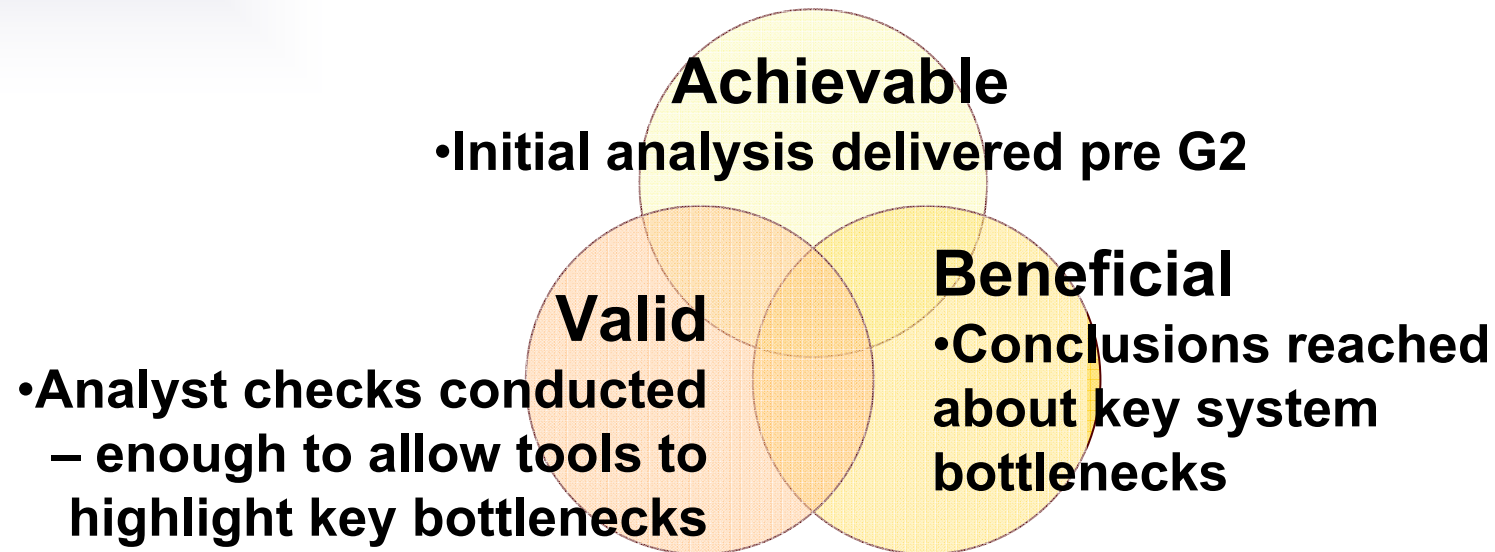 Achievable
•Initial analysis delivered pre G2
Valid
•Analyst checks conducted
– enough to allow tools to
highlight key bottlenecks
Beneficial
•Conclusions reached
about key system
bottlenecks